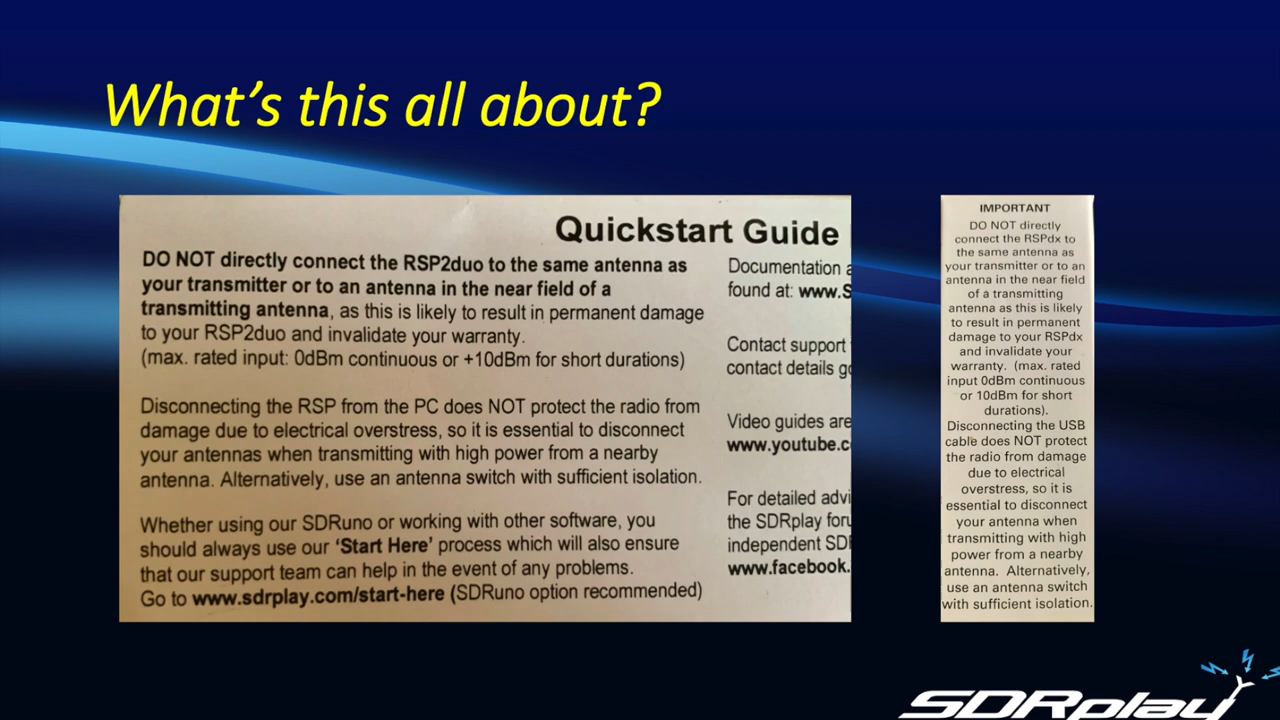 What's this all about?
Quickstart Guide
DO NOT directly connect the RSP2duo to the same antenna as
your transmitter or to an antenna in the near field of a
transmitting antenna, as this is likely to result in permanent damage
to your RSP2duo and invalidate your warranty.
(max. rated input: 0dBm continuous or +10dBm for short durations)
Disconnecting the RSP from the PC does NOT protect the radio from
damage due to electrical overstress, so it is essential to disconnect
your antennas when transmitting with high power from a nearby
antenna. Alternatively, use an antenna switch with sufficient isolation.
Whether using our SDRuno or working with other software, you
should always use our 'Start Here' process which will also ensure
that our support team can help in the event of any problems.
Go to www.sdrplay.com/start-here (SDRuno option recommended)
Documentation
found at: www.S
Contact support
contact details
Video guides are
www.youtube.c
For detailed
the SDRplay
independent
www.facebook.
IMPORTANT
DO NOT directly
connect the RSPdx to
the same antenna as
your transmitter or to an
antenna in the near field
of a transmitting
antenna as this is likely
to result in permanent
damage to your RSPdx
and invalidate your
warranty. (max. rated
input 0dBm continuous
or 10dBm for short
durations).
Disconnecting the USB
cable does NOT protect
the radio from damage
due to electrical
overstress, so it is
essential to disconnect
your antenna when
transmitting with high
power from a nearby
antenna. Alternatively,
use an antenna switch
with sufficient isolation.
SDRplay